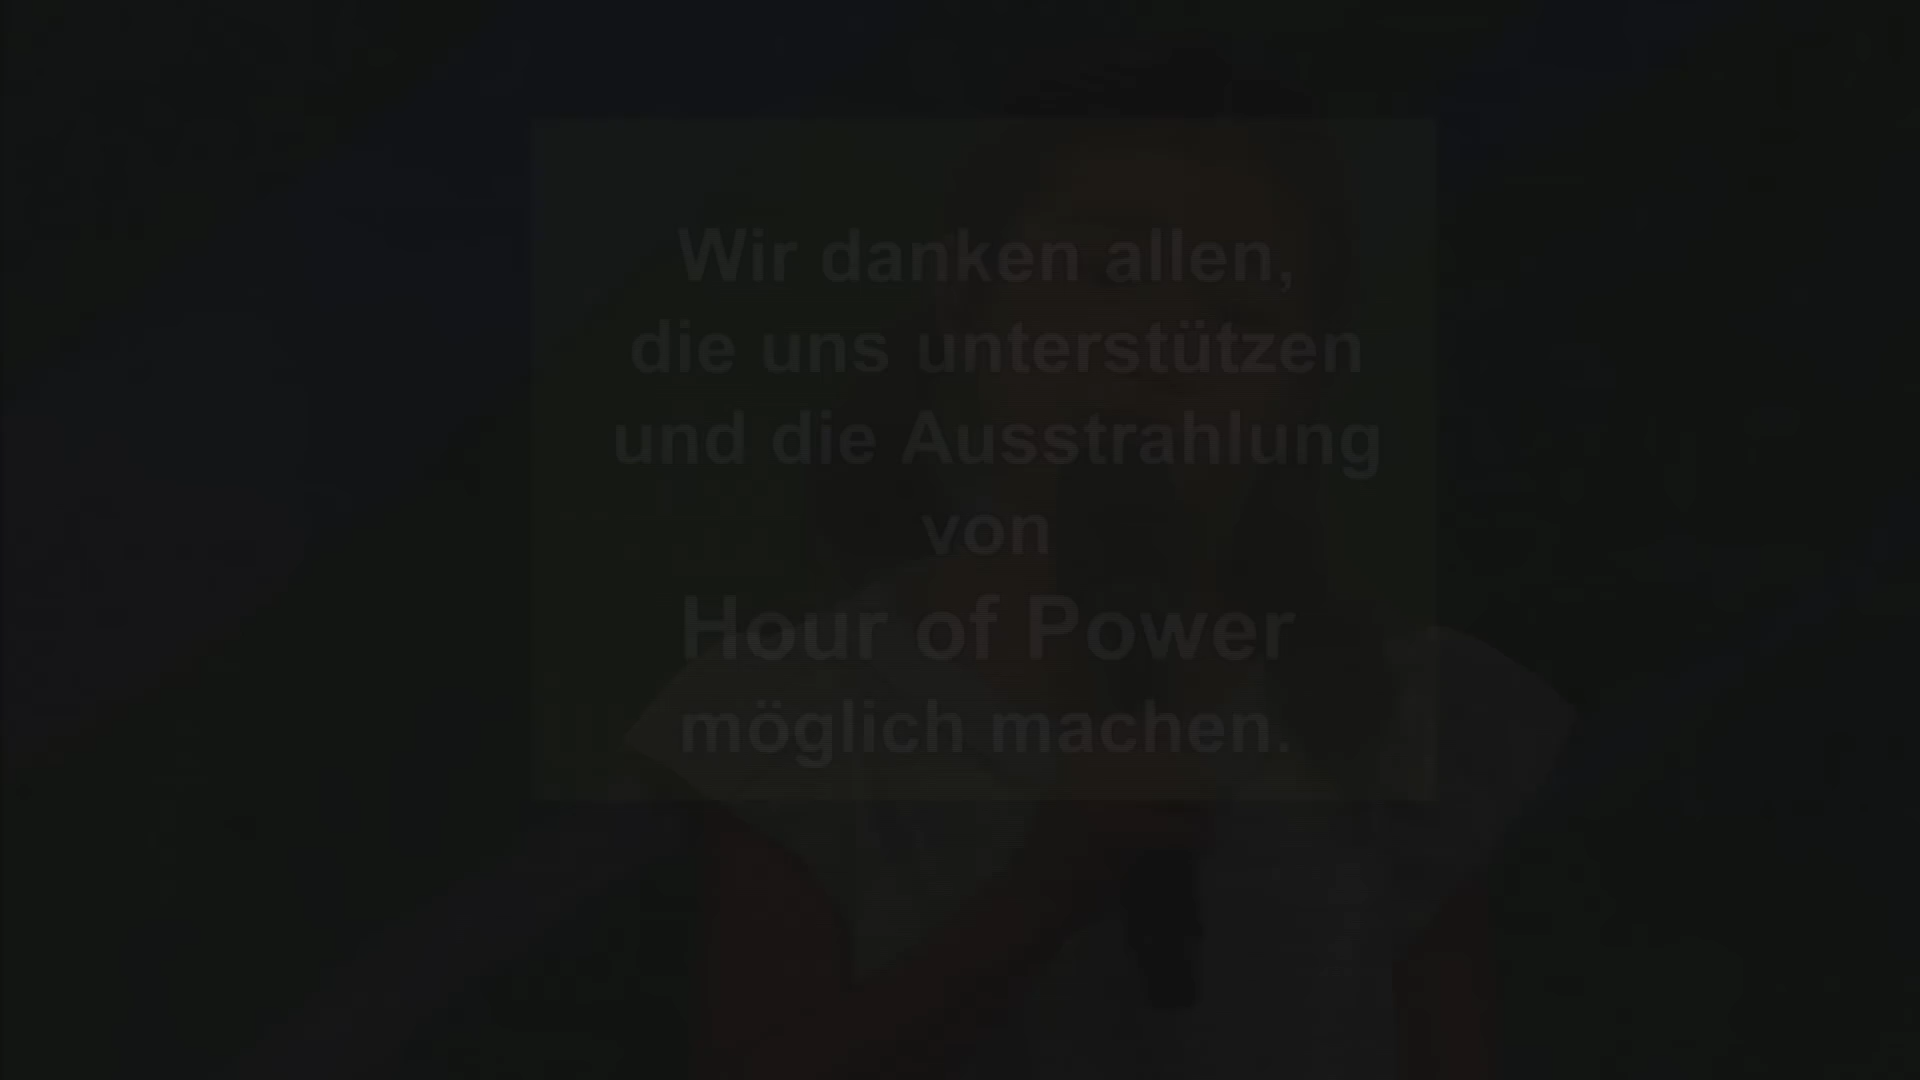 Wir danken allen,
die uns unterstützen
und die Ausstrahlung
von
Hour of Power
möglich machen.